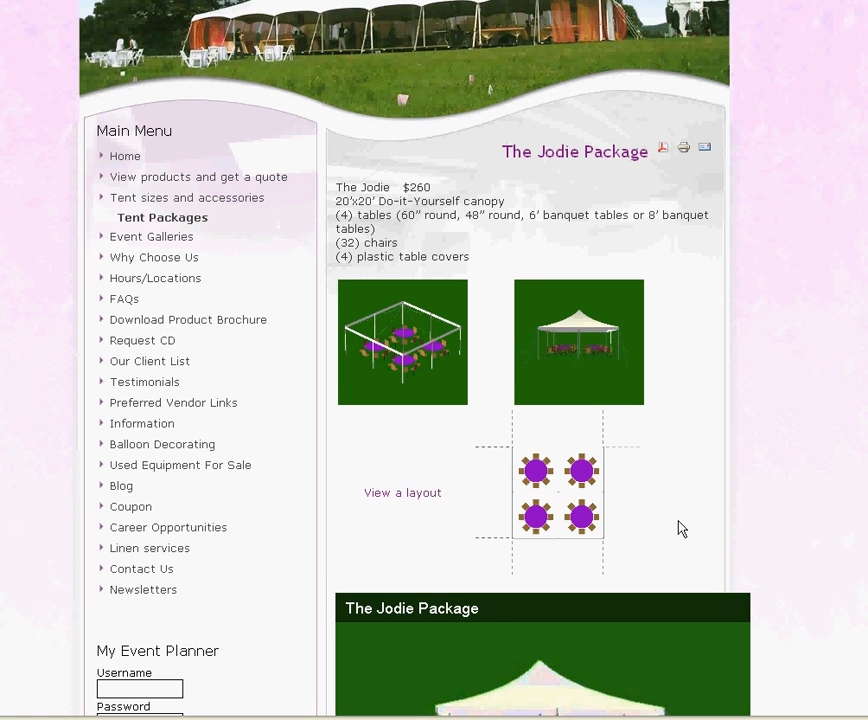 Main Menu
Home
View products and get a quote
Tent sizes and accessories
Tent Packages
Event Galleries
Why Choose Us
Hours/Locations
FAQs
Download Product Brochure
Request CD
Our Client List
Testimonials
Preferred Vendor Links
Information
Balloon Decorating
Used Equipment For Sale
Blog
Coupon
Career Opportunities
Linen services
Contact Us
Newsletters
My Event Planner
Username
Password
The Jodie Package
The Jodie $260
20'x20' Do-it-Yourself canopy
(4) tables (60” round, 48” round, 6’ banquet tables or 8’ banquet
tables)
(32) chairs
(4) plastic table covers
View a layout
The Jodie Package